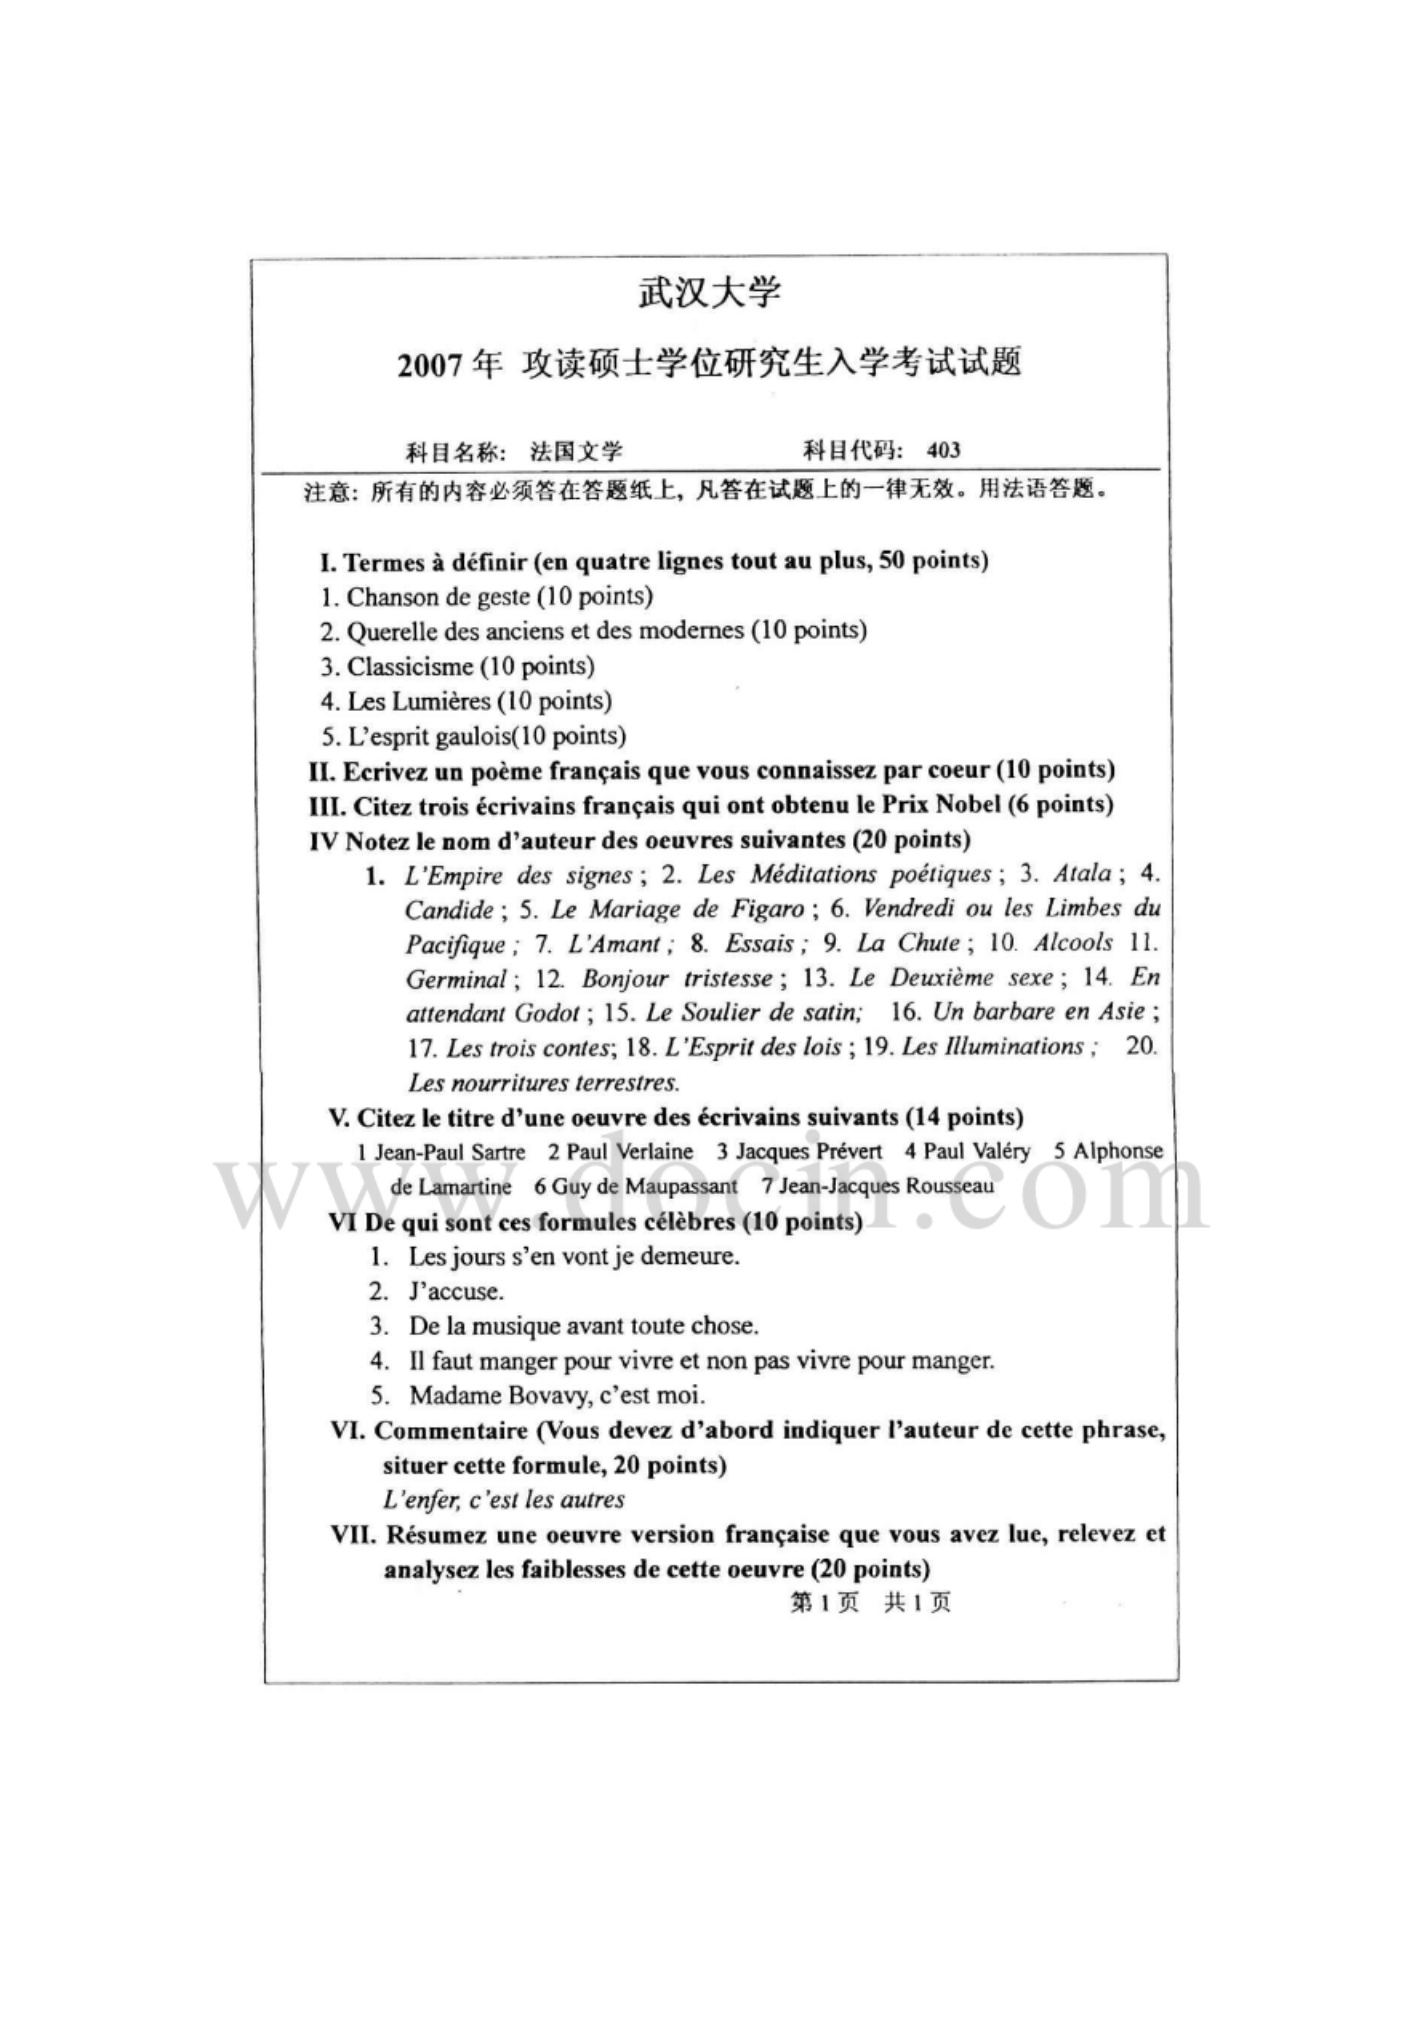 武汉大学
2007 年 攻读硕士学位研究生入学考试试题
科目名称: 法国文学 科目代码: 403
注意: 所有的内容必须答在答题纸上, 凡答在试题上的一律无效。用法语答题。
I. Termes à définir (en quatre lignes tout au plus, 50 points)
1. Chanson de geste (10 points)
2. Querelle des anciens et des modernes (10 points)
3. Classicisme (10 points)
4. Les Lumières (10 points)
5. L'esprit gaulois(10 points)
II. Ecrivez un poème français que vous connaissez par coeur (10 points)
III. Citez trois écrivains français qui ont obtenu le Prix Nobel (6 points)
IV Notez le nom d'auteur des oeuvres suivantes (20 points)
1. L'Empire des signes ; 2. Les Méditations poétiques ; 3. Atala ; 4.
Candide ; 5. Le Mariage de Figaro ; 6. Vendredi ou les Limbes du
Pacifique ; 7. L'Amant ; 8. Essais ; 9. La Chute ; 10. Alcools 11.
Germinal ; 12. Bonjour tristesse ; 13. Le Deuxième sexe ; 14. En
attendant Godot ; 15. Le Soulier de satin; 16. Un barbare en Asie ;
17. Les trois contes; 18. L'Esprit des lois ; 19. Les Illuminations ; 20.
Les nourritures terrestres.
V. Citez le titre d'une oeuvre des écrivains suivants (14 points)
1 Jean-Paul Sartre 2 Paul Verlaine 3 Jacques Prévert 4 Paul Valéry 5 Alphonse
de Lamartine 6 Guy de Maupassant 7 Jean-Jacques Rousseau
www.docin.com
VI De qui sont ces formules célèbres (10 points)
1. Les jours s'en vont je demeure.
2. J'accuse.
3. De la musique avant toute chose.
4. Il faut manger pour vivre et non pas vivre pour manger.
5. Madame Bovavy, c'est moi.
VI. Commentaire (Vous devez d'abord indiquer l'auteur de cette phrase,
situer cette formule, 20 points)
L'enfer, c'est les autres
VII. Résumez une oeuvre version française que vous avez lue, relevez et
analysez les faiblesses de cette oeuvre (20 points)
第 1 页 共 1 页